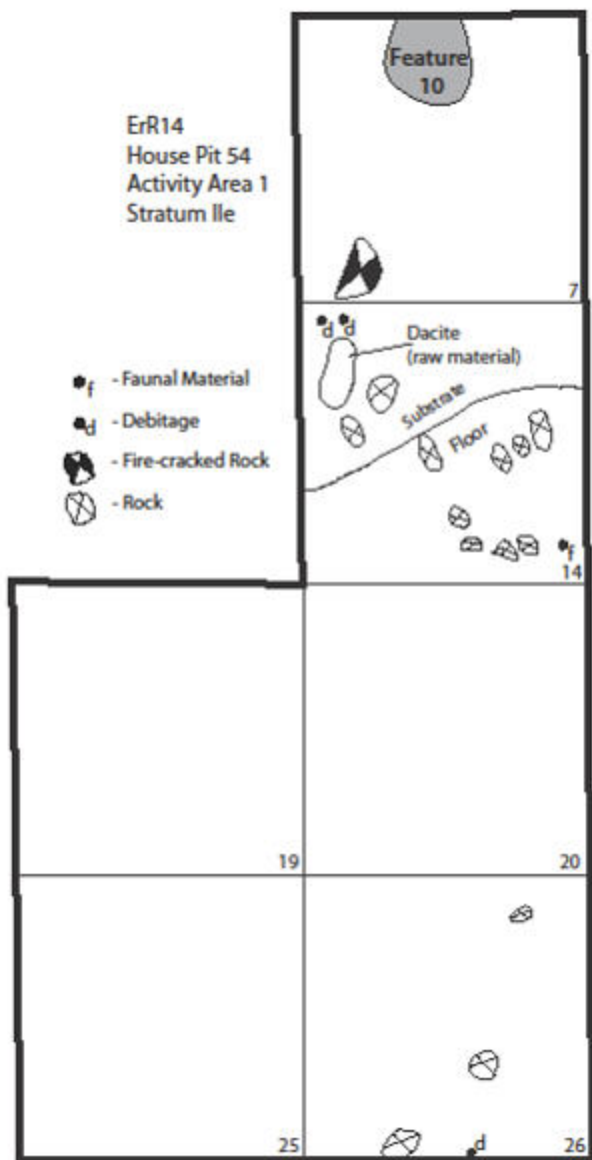 Feature
10
ErR14
House Pit 54
Activity Area 1
Stratum IIe
7
d d
Dacite
(raw material)
f - Faunal Material
d - Debitage
- Fire-cracked Rock
- Rock
Substrate
Floor
f
14
19
20
25
d
26